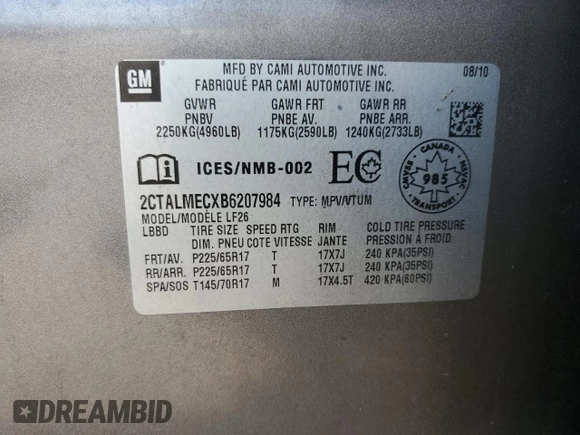 GM
MFD BY CAMI AUTOMOTIVE INC. 08/10
FABRIQUÉ PAR CAMI AUTOMOTIVE INC.
GVWR GAWR FRT GAWR RR
PNBV PNBE AV. PNBE ARR.
2250KG(4960LB) 1175KG(2590LB) 1240KG(2733LB)
ICES/NMB-002 EC CANADA CMVSS 985 NSVAC TRANSPORT
2CTALMECXB6207984 TYPE: MPV/VTUM
MODEL/MODÈLE LF26
LBBD TIRE SIZE SPEED RTG RIM COLD TIRE PRESSURE
DIM. PNEU COTE VITESSE JANTE PRESSION A FROID
FRT/AV. P225/65R17 T 17X7J 240 KPA(35PSI)
RR/ARR. P225/65R17 T 17X7J 240 KPA(35PSI)
SPA/SOS T145/70R17 M 17X4.5T 420 KPA(60PSI)
DREAMBID